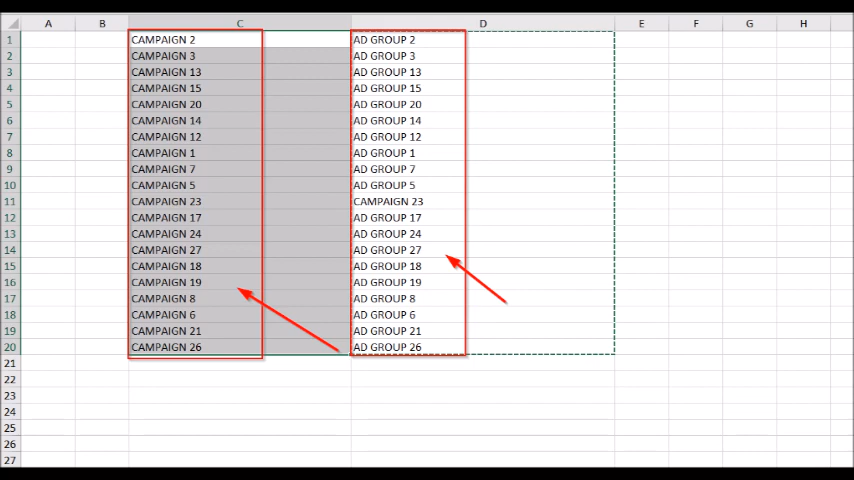 A B C D E F G H
1 CAMPAIGN 2 AD GROUP 2
2 CAMPAIGN 3 AD GROUP 3
3 CAMPAIGN 13 AD GROUP 13
4 CAMPAIGN 15 AD GROUP 15
5 CAMPAIGN 20 AD GROUP 20
6 CAMPAIGN 14 AD GROUP 14
7 CAMPAIGN 12 AD GROUP 12
8 CAMPAIGN 1 AD GROUP 1
9 CAMPAIGN 7 AD GROUP 7
10 CAMPAIGN 5 AD GROUP 5
11 CAMPAIGN 23 CAMPAIGN 23
12 CAMPAIGN 17 AD GROUP 17
13 CAMPAIGN 24 AD GROUP 24
14 CAMPAIGN 27 AD GROUP 27
15 CAMPAIGN 18 AD GROUP 18
16 CAMPAIGN 19 AD GROUP 19
17 CAMPAIGN 8 AD GROUP 8
18 CAMPAIGN 6 AD GROUP 6
19 CAMPAIGN 21 AD GROUP 21
20 CAMPAIGN 26 AD GROUP 26
21
22
23
24
25
26
27